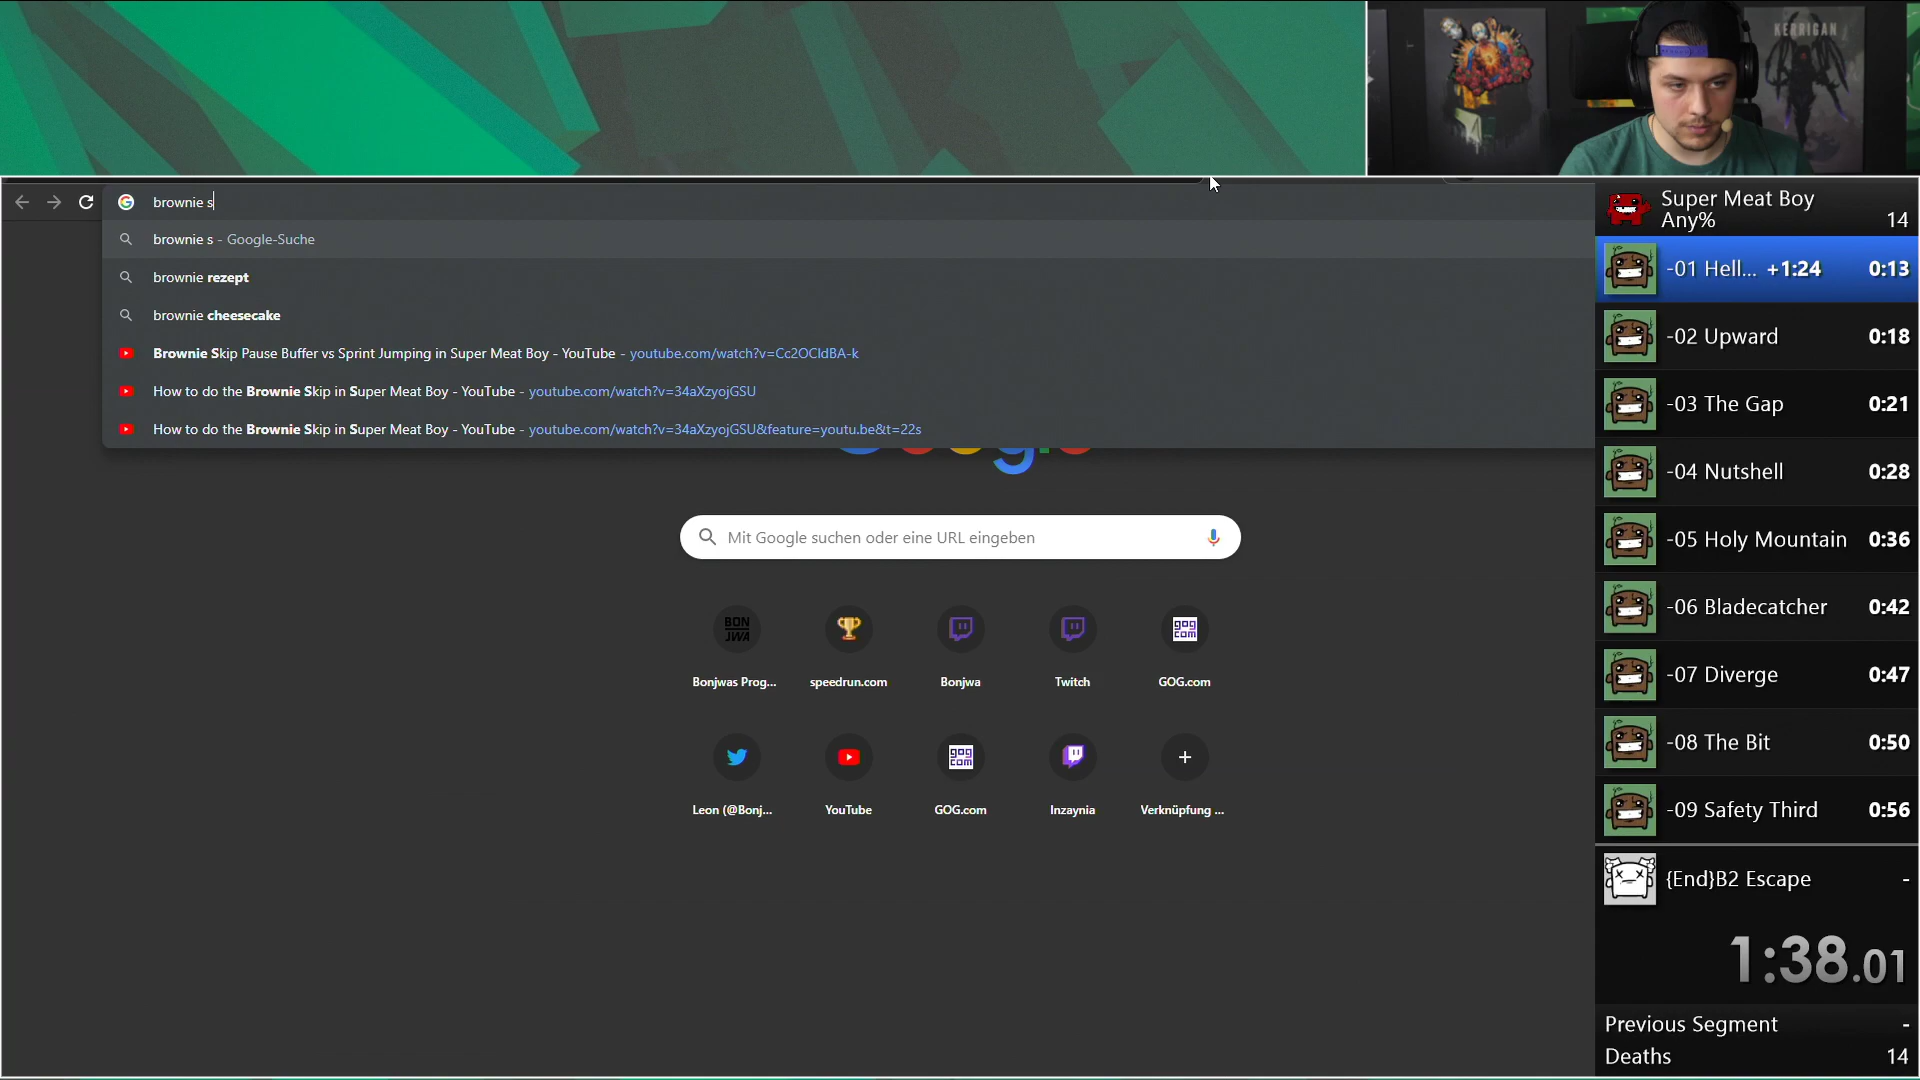 KERRIGAN
brownie s
brownie s - Google-Suche
brownie rezept
brownie cheesecake
Brownie Skip Pause Buffer vs Sprint Jumping in Super Meat Boy - YouTube - youtube.com/watch?v=Cc2OCIdBA-k
How to do the Brownie Skip in Super Meat Boy - YouTube - youtube.com/watch?v=34aXzyojGSU
How to do the Brownie Skip in Super Meat Boy - YouTube - youtube.com/watch?v=34aXzyojGSU&feature=youtu.be&t=22s
Mit Google suchen oder eine URL eingeben
BON
JWA
gog
com
Bonjwas Prog...
speedrun.com
Bonjwa
Twitch
GOG.com
gog
com
Leon (@Bonj...
YouTube
GOG.com
Inzaynia
Verknüpfung ...
Super Meat Boy
Any% 14
-01 Hell... +1:24 0:13
-02 Upward 0:18
-03 The Gap 0:21
-04 Nutshell 0:28
-05 Holy Mountain 0:36
-06 Bladecatcher 0:42
-07 Diverge 0:47
-08 The Bit 0:50
-09 Safety Third 0:56
{End}B2 Escape -
1:38.01
Previous Segment -
Deaths 14